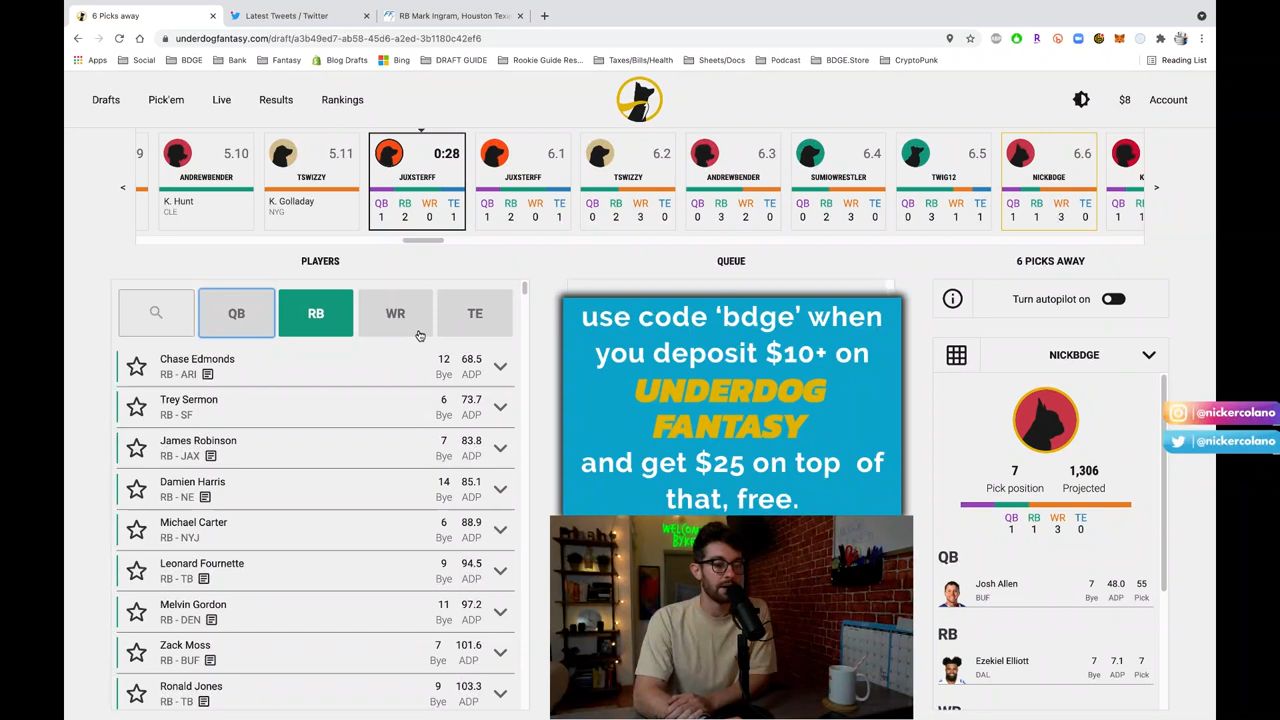 6 Picks away
Latest Tweets / Twitter
RB Mark Ingram, Houston Texa
underdogfantasy.com/draft/a3b49ed7-ab58-45d6-a2ed-3b1180c42ef6
Apps Social BDGE Bank Fantasy Blog Drafts Bing DRAFT GUIDE Rookie Guide Res... Taxes/Bills/Health Sheets/Docs Podcast BDGE.Store CryptoPunk Reading List
Drafts Pick'em Live Results Rankings $8 Account
9 5.10 5.11 0:28 6.1 6.2 6.3 6.4 6.5 6.6
ANDREWBENDER TSWIZZY JUXSTERFF JUXSTERFF TSWIZZY ANDREWBENDER SUMIOWRESTLER TWIG12 NICKBDGE
K. Hunt K. Golladay QB RB WR TE QB RB WR TE QB RB WR TE QB RB WR TE QB RB WR TE QB RB WR TE QB RB WR TE
CLE NYG 1 2 0 1 1 2 0 1 0 2 3 0 0 3 2 0 0 2 3 0 0 3 1 1 1 1 3 0
PLAYERS
QB RB WR TE
Chase Edmonds 12 68.5
RB - ARI Bye ADP
Trey Sermon 6 73.7
RB - SF Bye ADP
James Robinson 7 83.8
RB - JAX Bye ADP
Damien Harris 14 85.1
RB - NE Bye ADP
Michael Carter 6 88.9
RB - NYJ Bye ADP
Leonard Fournette 9 94.5
RB - TB Bye ADP
Melvin Gordon 11 97.2
RB - DEN Bye ADP
Zack Moss 7 101.6
RB - BUF Bye ADP
Ronald Jones 9 103.3
RB - TB Bye ADP
QUEUE
use code ‘bdge’ when
you deposit $10+ on
UNDERDOG
FANTASY
and get $25 on top of
that, free.
6 PICKS AWAY
Turn autopilot on
NICKBDGE
7 1,306
Pick position Projected
QB RB WR TE
1 1 3 0
QB
Josh Allen 7 48.0 55
BUF Bye ADP Pick
RB
Ezekiel Elliott 7 7.1 7
DAL Bye ADP Pick
@nickercolano
@nickercolano